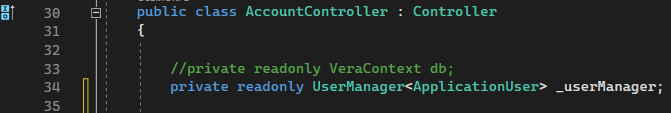 30 public class AccountController : Controller
31 {
32
33 //private readonly VeraContext db;
34 private readonly UserManager<ApplicationUser> _userManager;
35